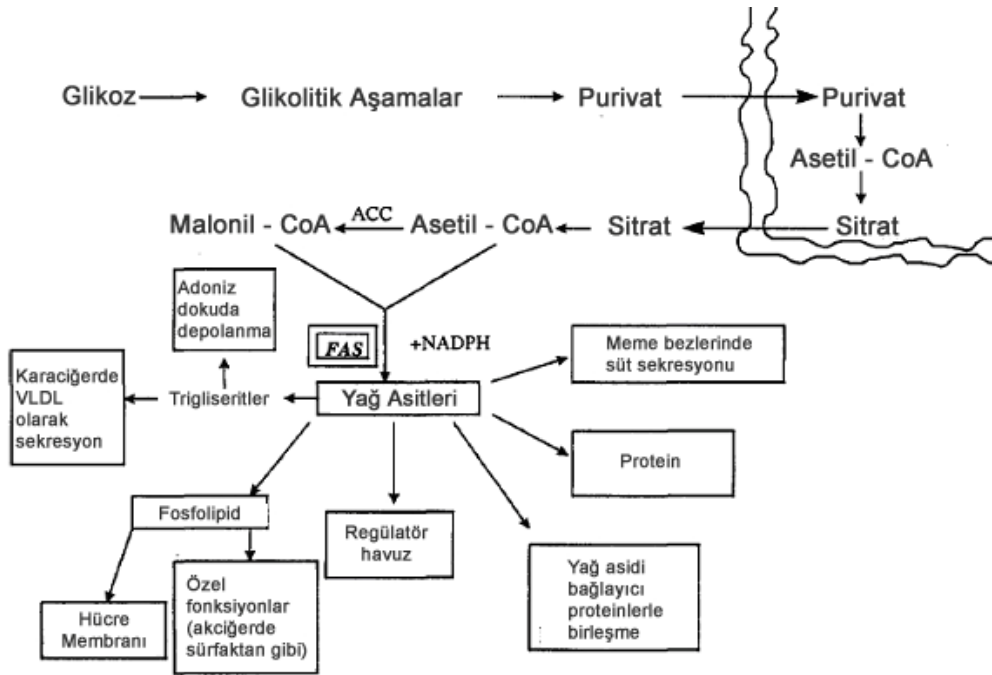 Glikoz
Glikolitik Aşamalar
Purivat
Purivat
Asetil - CoA
Sitrat
Sitrat
Asetil - CoA
ACC
Malonil - CoA
Adoniz
dokuda
depolanma
FAS
+NADPH
Meme bezlerinde
süt sekresyonu
Karaciğerde
VLDL
olarak
sekresyon
Trigliseritler
Yağ Asitleri
Protein
Fosfolipid
Regülatör
havuz
Yağ asidi
bağlayıcı
proteinlerle
birleşme
Hücre
Membranı
Özel
fonksiyonlar
(akciğerde
sürfaktan gibi)